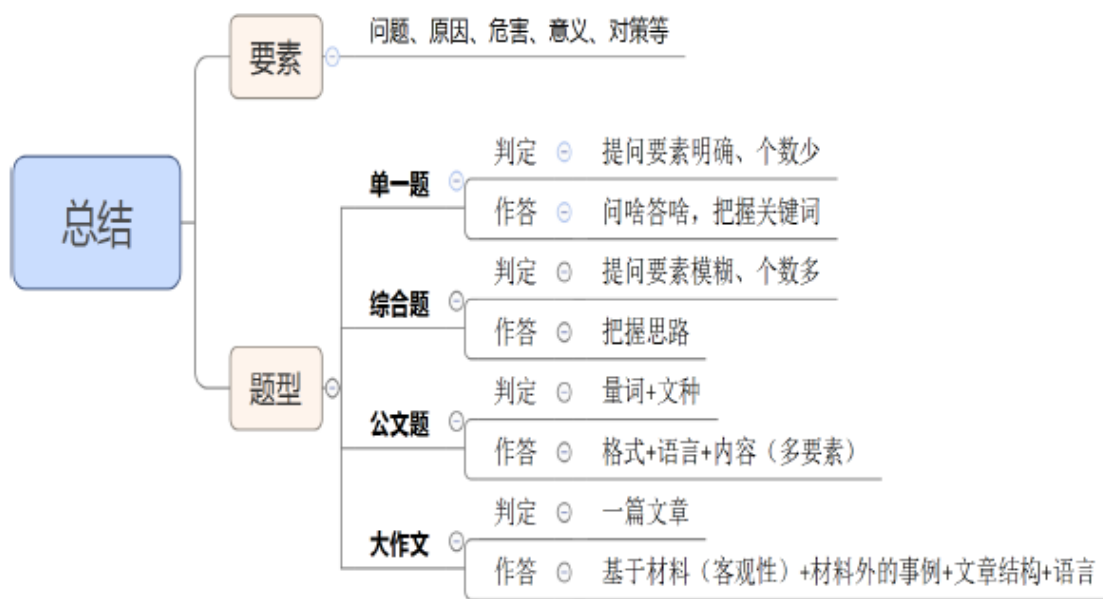 总结
要素
问题、原因、危害、意义、对策等
题型
单一题
判定
提问要素明确、个数少
作答
问啥答啥，把握关键词
综合题
判定
提问要素模糊、个数多
作答
把握思路
公文题
判定
量词+文种
作答
格式+语言+内容（多要素）
大作文
判定
一篇文章
作答
基于材料（客观性）+材料外的事例+文章结构+语言